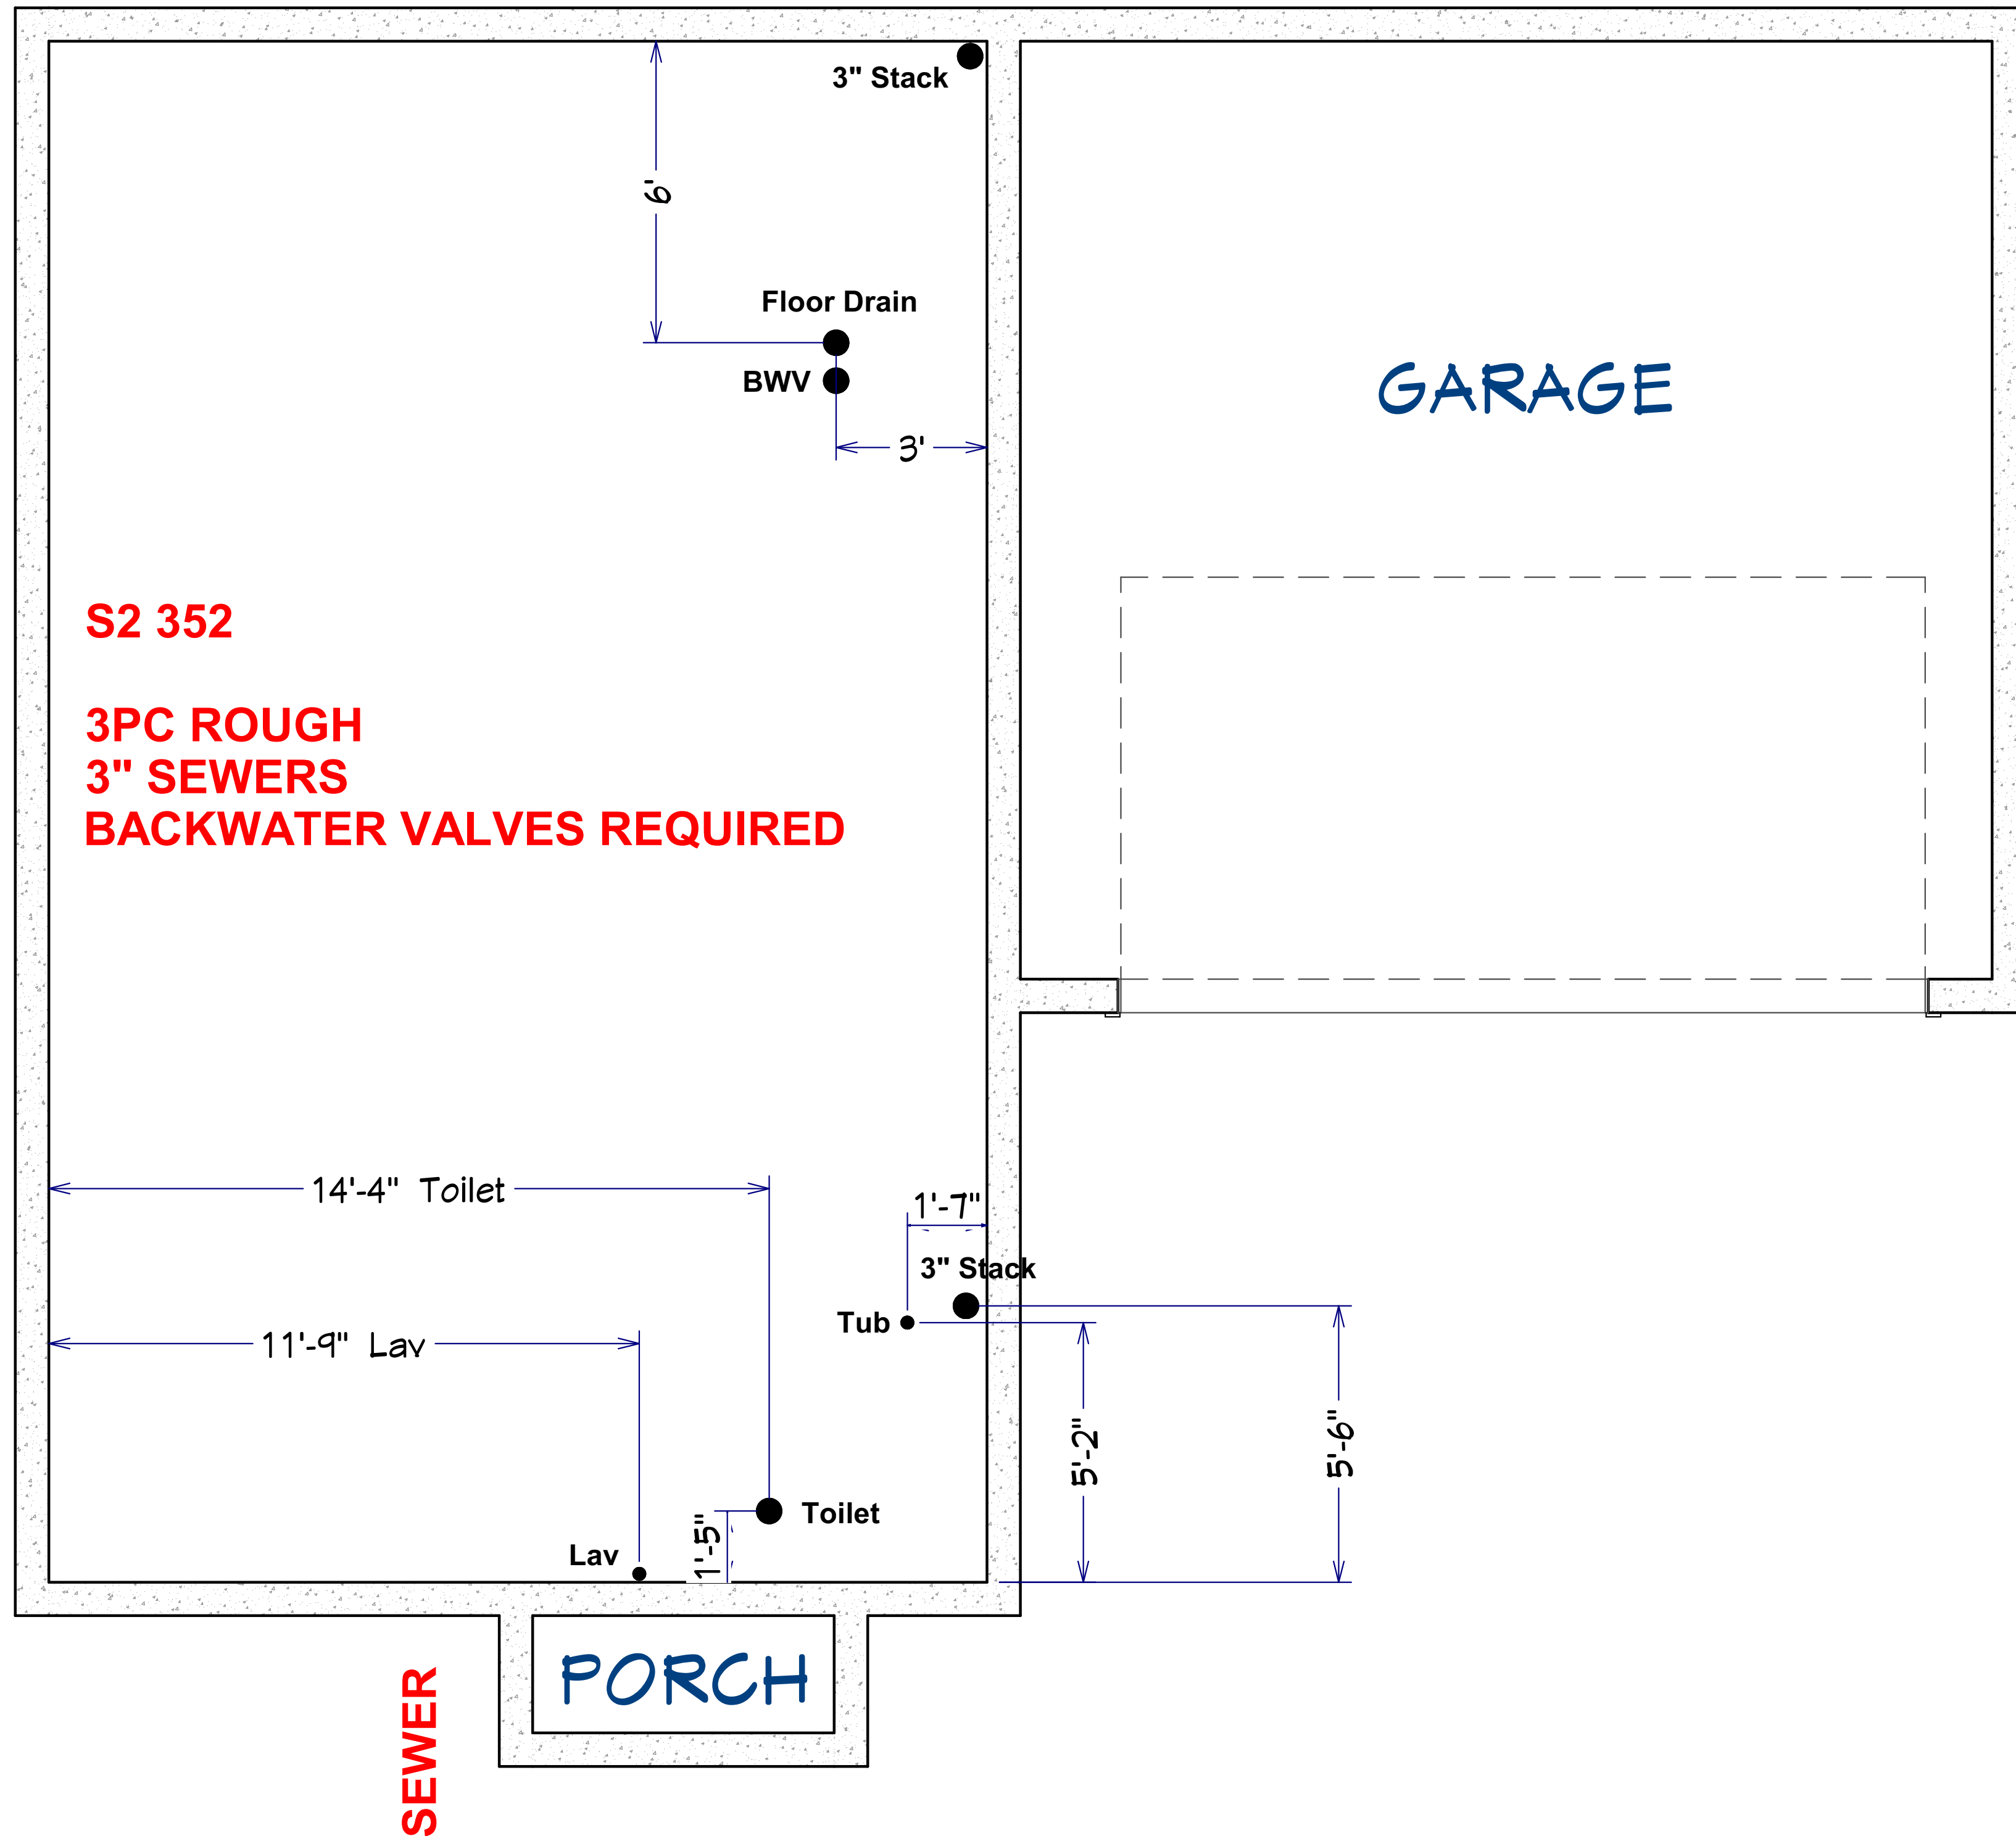 3" Stack
6'
Floor Drain
BWV
3'
GARAGE
S2 352
3PC ROUGH
3" SEWERS
BACKWATER VALVES REQUIRED
14'-4" Toilet
1'-7"
3" Stack
Tub
11'-9" Lav
5'-2"
5'-6"
Toilet
1'-5"
Lav
PORCH
SEWER